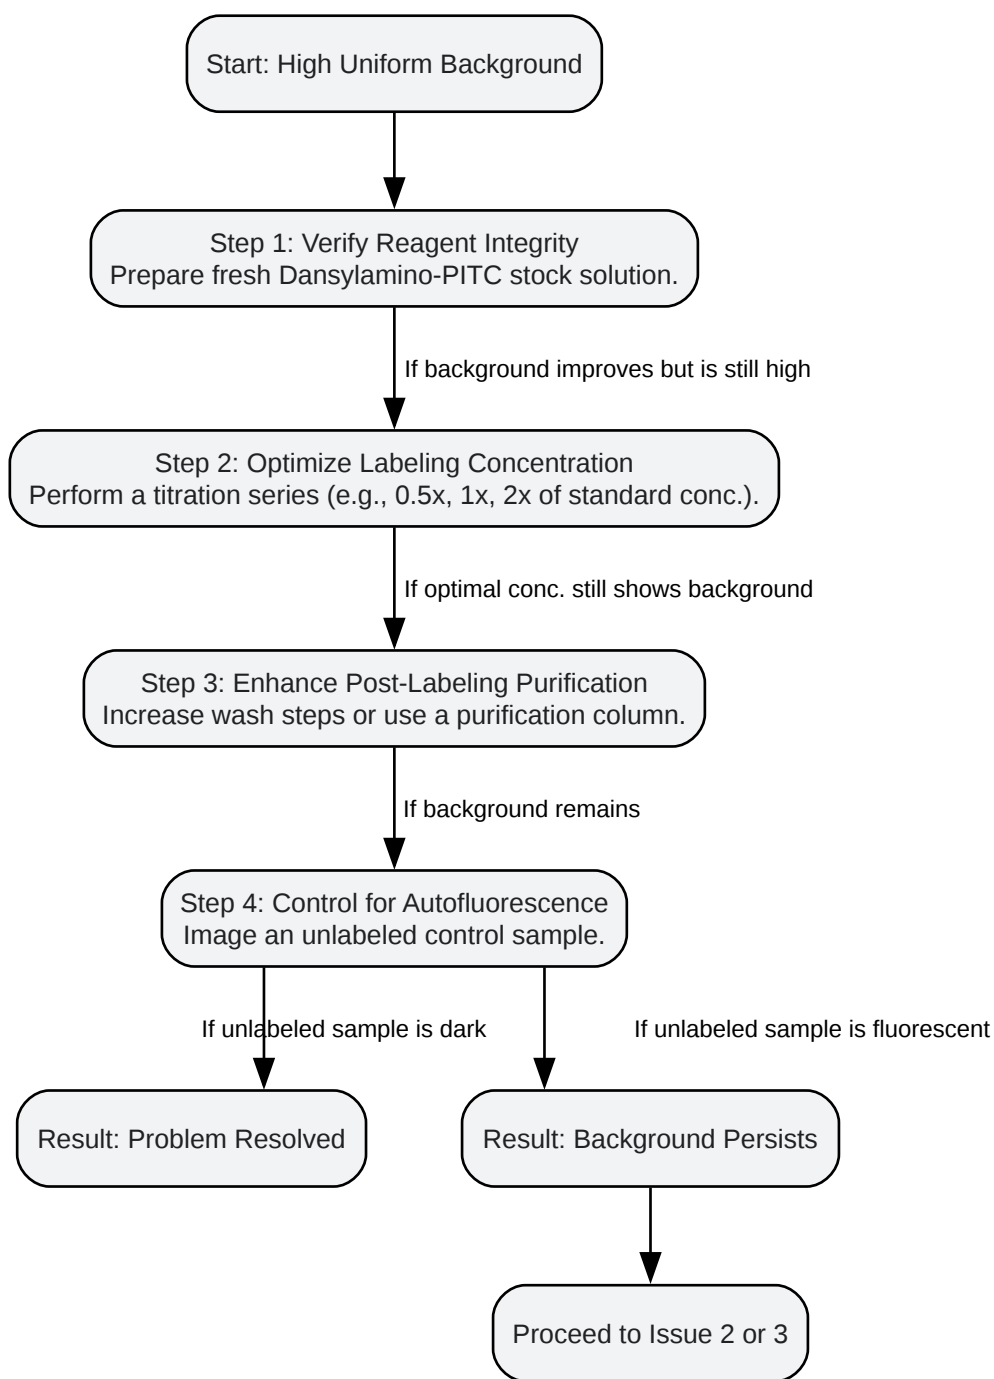 Start: High Uniform Background
Step 1: Verify Reagent Integrity
Prepare fresh Dansylamino-PITC stock solution.
If background improves but is still high
Step 2: Optimize Labeling Concentration
Perform a titration series (e.g., 0.5x, 1x, 2x of standard conc.).
If optimal conc. still shows background
Step 3: Enhance Post-Labeling Purification
Increase wash steps or use a purification column.
If background remains
Step 4: Control for Autofluorescence
Image an unlabeled control sample.
If unlabeled sample is dark
If unlabeled sample is fluorescent
Result: Problem Resolved
Result: Background Persists
Proceed to Issue 2 or 3